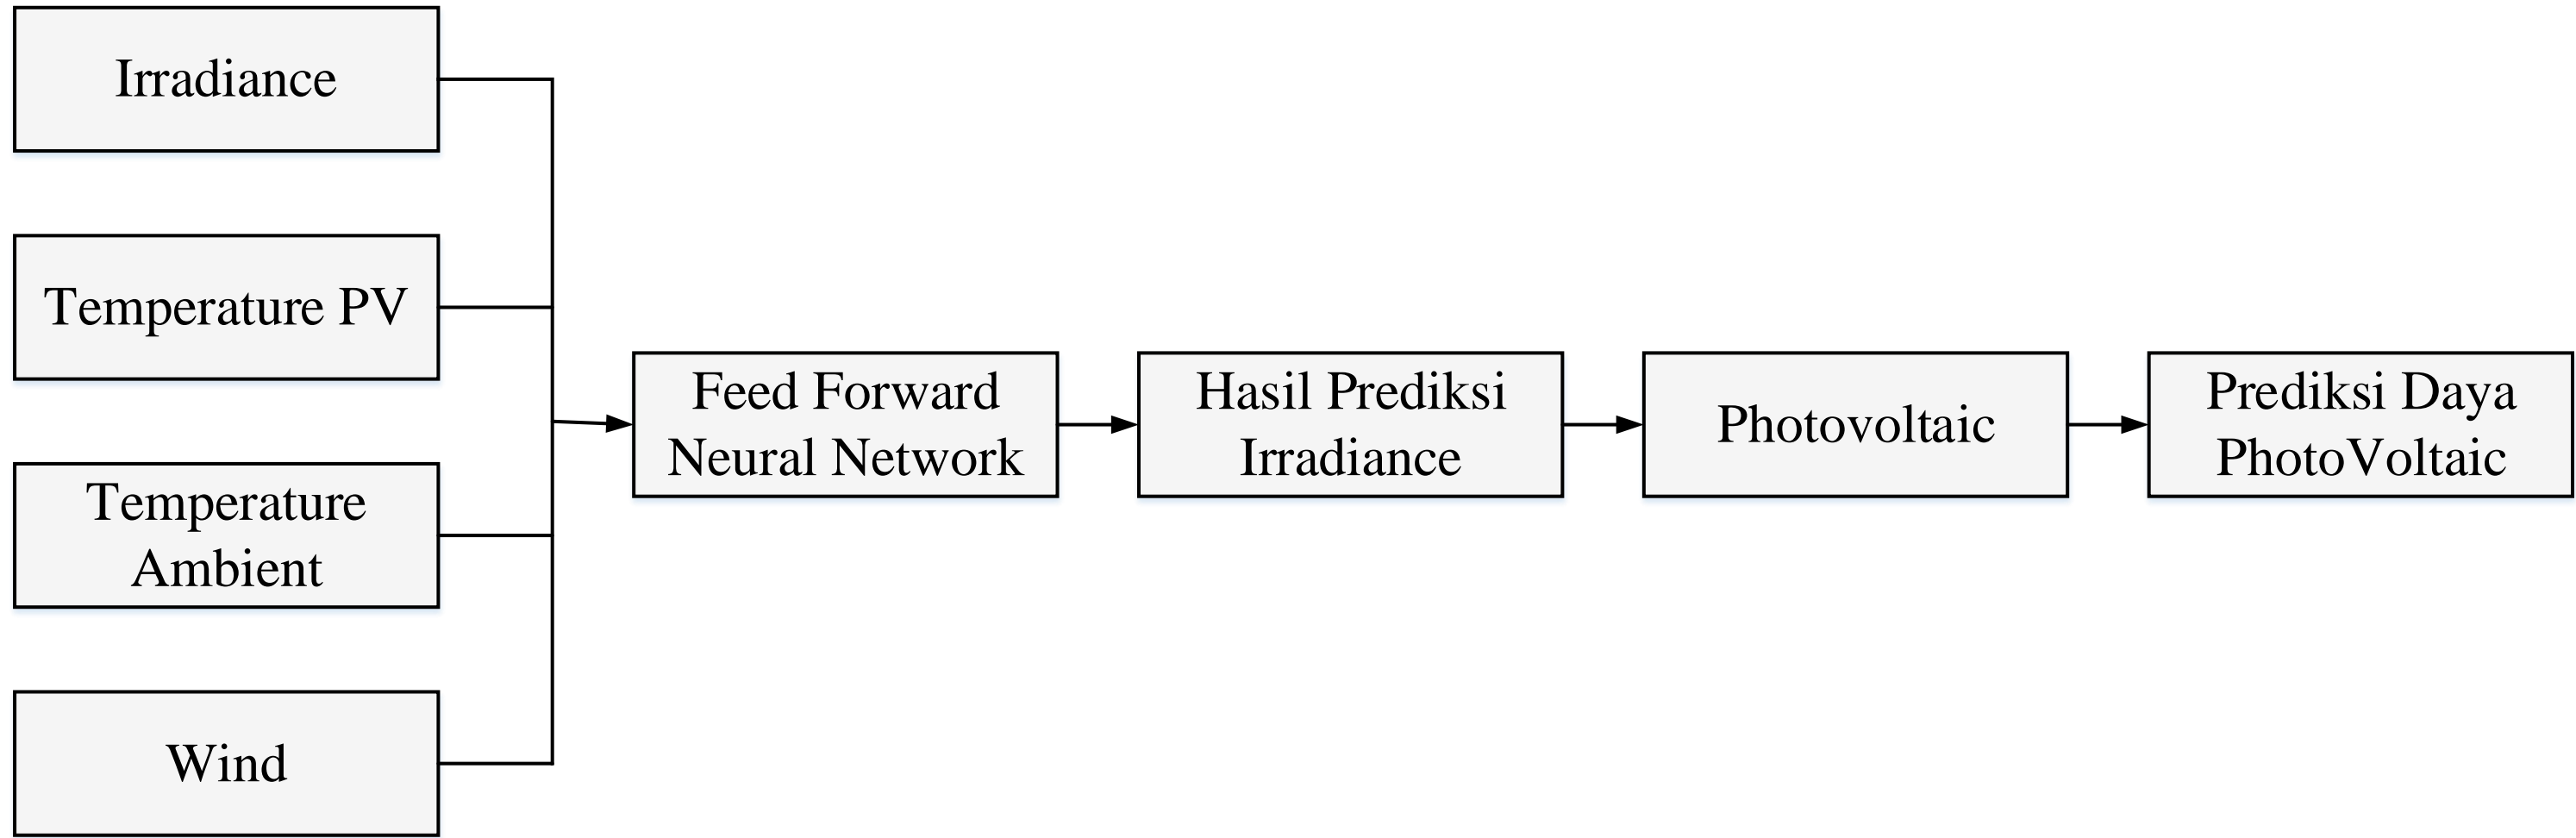 Irradiance
Temperature PV
Temperature
Ambient
Wind
Feed Forward
Neural Network
Hasil Prediksi
Irradiance
Photovoltaic
Prediksi Daya
PhotoVoltaic